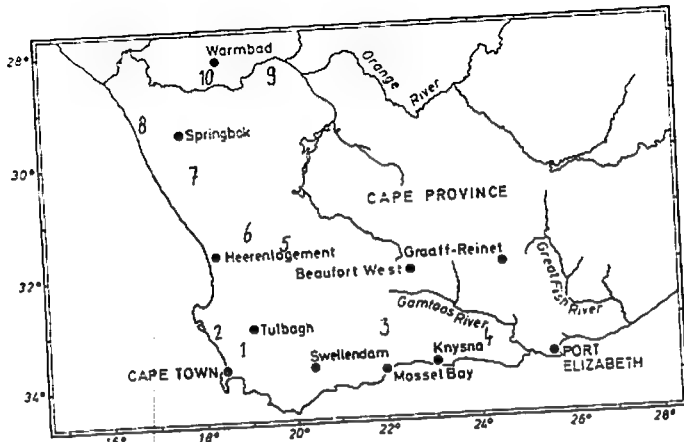 Warmbad
28°
10
9
Orange
River
8
Springbok
7
30°
CAPE PROVINCE
6
5
Heerenlogement
Graaff-Reinet
Beaufort West
Great Fish
River
32°
Gamtoos River
2
Tulbagh
3
4
1
Knysna
Swellendam
PORT
ELIZABETH
CAPE TOWN
Mossel Bay
34°
16°
18°
20°
22°
24°
26°
28°